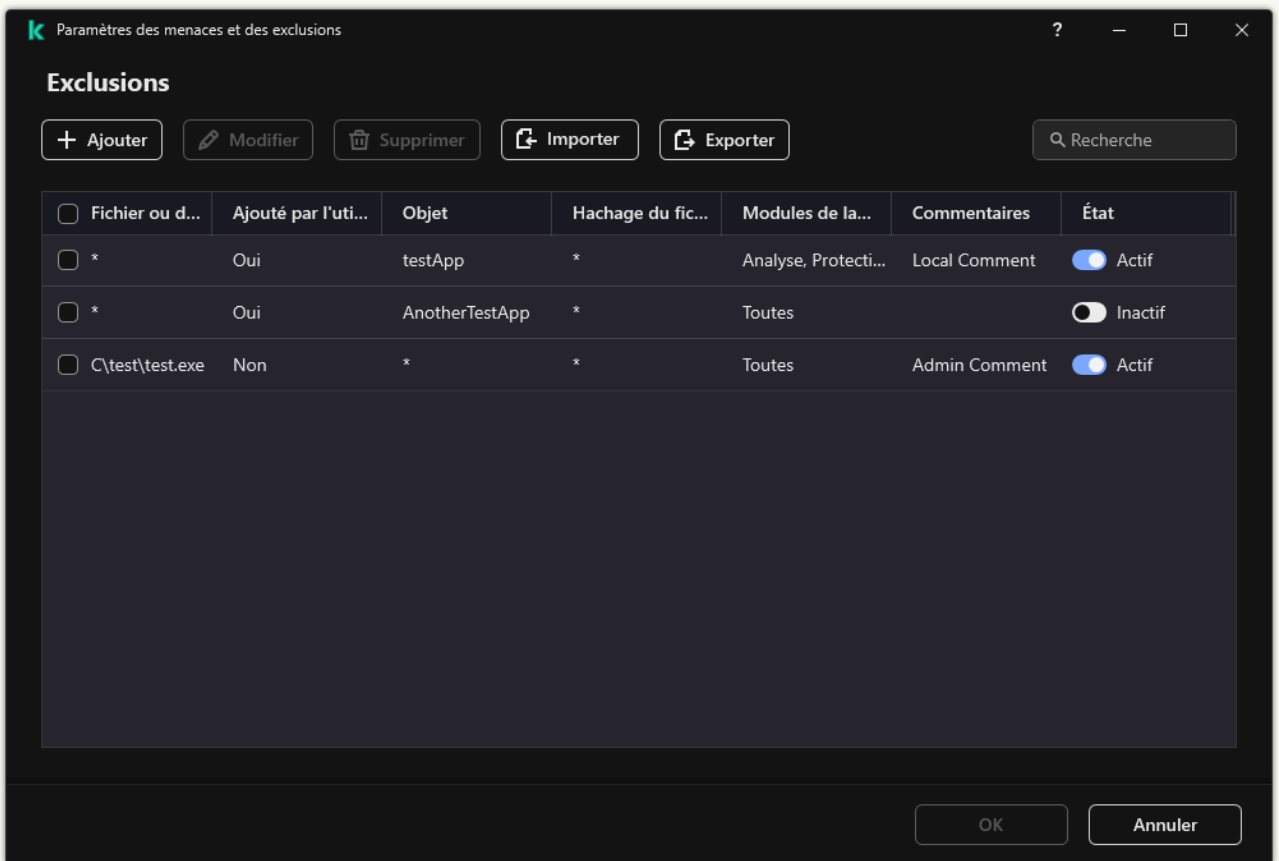 Paramètres des menaces et des exclusions ?
Exclusions
Ajouter Modifier Supprimer Importer Exporter Recherche
Fichier ou d... Ajouté par l'uti... Objet Hachage du fic... Modules de la... Commentaires État
* Oui testApp * Analyse, Protecti... Local Comment Actif
* Oui AnotherTestApp * Toutes Inactif
C\test\test.exe Non * * Toutes Admin Comment Actif
OK Annuler